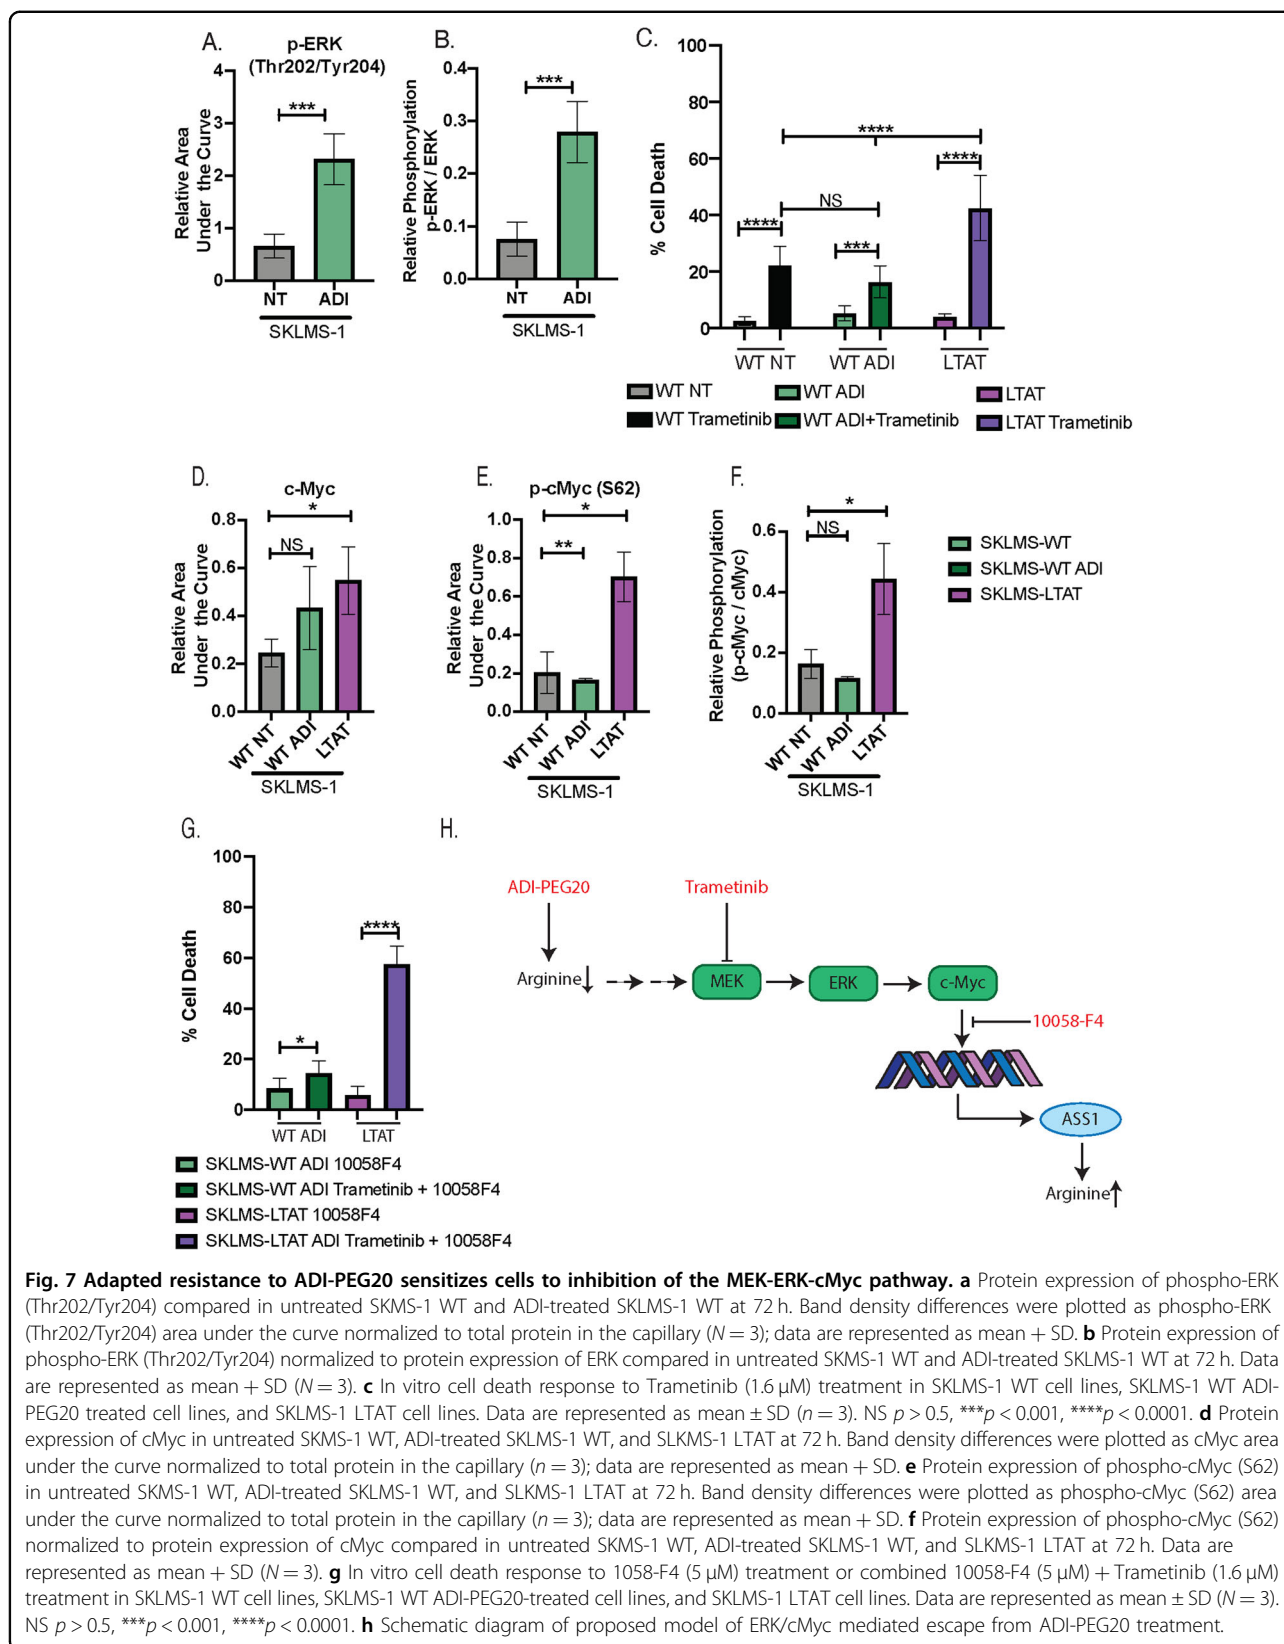 A.
p-ERK
(Thr202/Tyr204)
Relative Area
Under the Curve
4
3
2
1
0
***
NT
ADI
SKLMS-1
B.
Relative Phosphorylation
p-ERK / ERK
0.4
0.3
0.2
0.1
0.0
***
NT
ADI
SKLMS-1
C.
% Cell Death
100
80
60
40
20
0
****
NS
****
***
****
WT NT
WT ADI
LTAT
WT NT
WT ADI
LTAT
WT Trametinib
WT ADI+Trametinib
LTAT Trametinib
D.
c-Myc
Relative Area
Under the Curve
0.8
0.6
0.4
0.2
0.0
*
NS
WT NT
WT ADI
LTAT
SKLMS-1
E.
p-cMyc (S62)
Relative Area
Under the Curve
1.0
0.8
0.6
0.4
0.2
0.0
*
**
WT NT
WT ADI
LTAT
SKLMS-1
F.
Relative Phosphorylation
(p-cMyc / cMyc)
0.6
0.4
0.2
0.0
*
NS
WT NT
WT ADI
LTAT
SKLMS-1
SKLMS-WT
SKLMS-WT ADI
SKLMS-LTAT
G.
% Cell Death
100
80
60
40
20
0
*
****
WT ADI
LTAT
SKLMS-WT ADI 10058F4
SKLMS-WT ADI Trametinib + 10058F4
SKLMS-LTAT 10058F4
SKLMS-LTAT ADI Trametinib + 10058F4
H.
ADI-PEG20
Trametinib
Arginine
MEK
ERK
c-Myc
10058-F4
ASS1
Arginine
Fig. 7 Adapted resistance to ADI-PEG20 sensitizes cells to inhibition of the MEK-ERK-cMyc pathway. a Protein expression of phospho-ERK
(Thr202/Tyr204) compared in untreated SKMS-1 WT and ADI-treated SKLMS-1 WT at 72 h. Band density differences were plotted as phospho-ERK
(Thr202/Tyr204) area under the curve normalized to total protein in the capillary (N = 3); data are represented as mean + SD. b Protein expression of
phospho-ERK (Thr202/Tyr204) normalized to protein expression of ERK compared in untreated SKMS-1 WT and ADI-treated SKLMS-1 WT at 72 h. Data
are represented as mean + SD (N = 3). c In vitro cell death response to Trametinib (1.6 µM) treatment in SKLMS-1 WT cell lines, SKLMS-1 WT ADI-
PEG20 treated cell lines, and SKLMS-1 LTAT cell lines. Data are represented as mean ± SD (n = 3). NS p > 0.5, ***p < 0.001, ****p < 0.0001. d Protein
expression of cMyc in untreated SKMS-1 WT, ADI-treated SKLMS-1 WT, and SLKMS-1 LTAT at 72 h. Band density differences were plotted as cMyc area
under the curve normalized to total protein in the capillary (n = 3); data are represented as mean + SD. e Protein expression of phospho-cMyc (S62)
in untreated SKMS-1 WT, ADI-treated SKLMS-1 WT, and SLKMS-1 LTAT at 72 h. Band density differences were plotted as phospho-cMyc (S62) area
under the curve normalized to total protein in the capillary (n = 3); data are represented as mean + SD. f Protein expression of phospho-cMyc (S62)
normalized to protein expression of cMyc compared in untreated SKMS-1 WT, ADI-treated SKLMS-1 WT, and SLKMS-1 LTAT at 72 h. Data are
represented as mean + SD (N = 3). g In vitro cell death response to 1058-F4 (5 µM) treatment or combined 10058-F4 (5 µM) + Trametinib (1.6 µM)
treatment in SKLMS-1 WT cell lines, SKLMS-1 WT ADI-PEG20-treated cell lines, and SKLMS-1 LTAT cell lines. Data are represented as mean ± SD (N = 3).
NS p > 0.5, ***p < 0.001, ****p < 0.0001. h Schematic diagram of proposed model of ERK/cMyc mediated escape from ADI-PEG20 treatment.